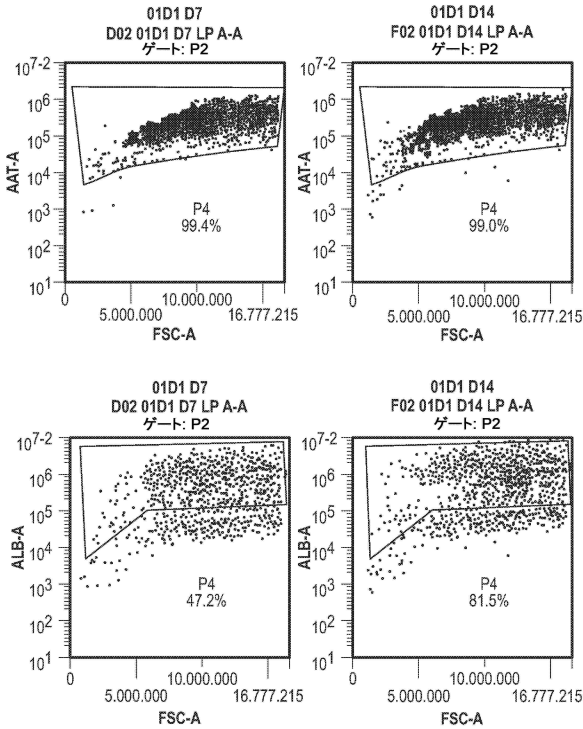 01D1 D7
D02 01D1 D7 LP A-A
ゲート: P2
10^7-2
10^6
10^5
10^4
10^3
10^2
10^1
AAT-A
P4
99.4%
0
5.000.000
10.000.000
16.777.215
FSC-A
01D1 D14
F02 01D1 D14 LP A-A
ゲート: P2
10^7-2
10^6
10^5
10^4
10^3
10^2
10^1
AAT-A
P4
99.0%
0
5.000.000
10.000.000
16.777.215
FSC-A
01D1 D7
D02 01D1 D7 LP A-A
ゲート: P2
10^7-2
10^6
10^5
10^4
10^3
10^2
10^1
ALB-A
P4
47.2%
0
5.000.000
10.000.000
16.777.215
FSC-A
01D1 D14
F02 01D1 D14 LP A-A
ゲート: P2
10^7-2
10^6
10^5
10^4
10^3
10^2
10^1
ALB-A
P4
81.5%
0
5.000.000
10.000.000
16.777.215
FSC-A